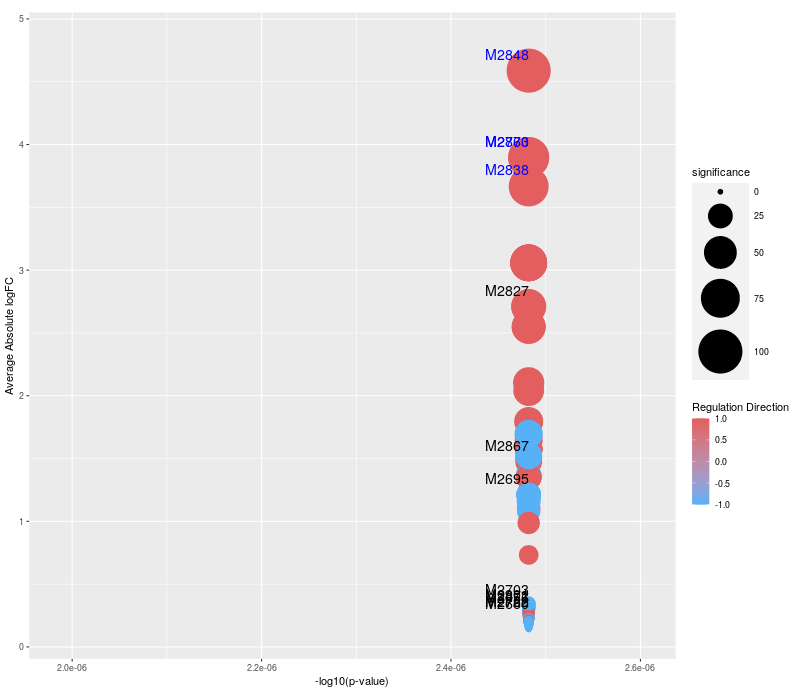 5
4
3
2
1
0
Average Absolute logFC
M2848
M2838
M2827
M2867
M2695
M2703
2.0e-06
2.2e-06
2.4e-06
2.6e-06
-log10(p-value)
significance
0
25
50
75
100
Regulation Direction
1.0
0.5
0.0
-0.5
-1.0